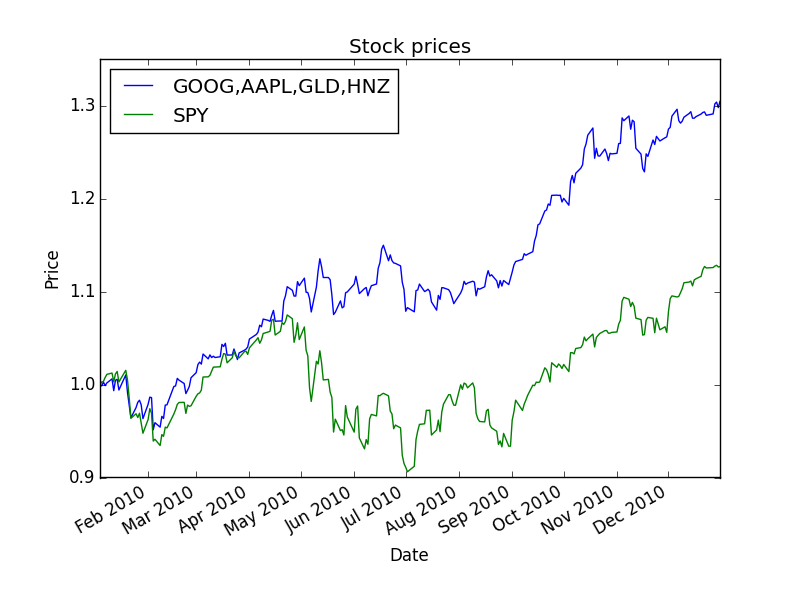 Stock prices
GOOG,AAPL,GLD,HNZ
SPY
1.3
1.2
1.1
1.0
0.9
Price
Feb 2010
Mar 2010
Apr 2010
May 2010
Jun 2010
Jul 2010
Aug 2010
Sep 2010
Oct 2010
Nov 2010
Dec 2010
Date